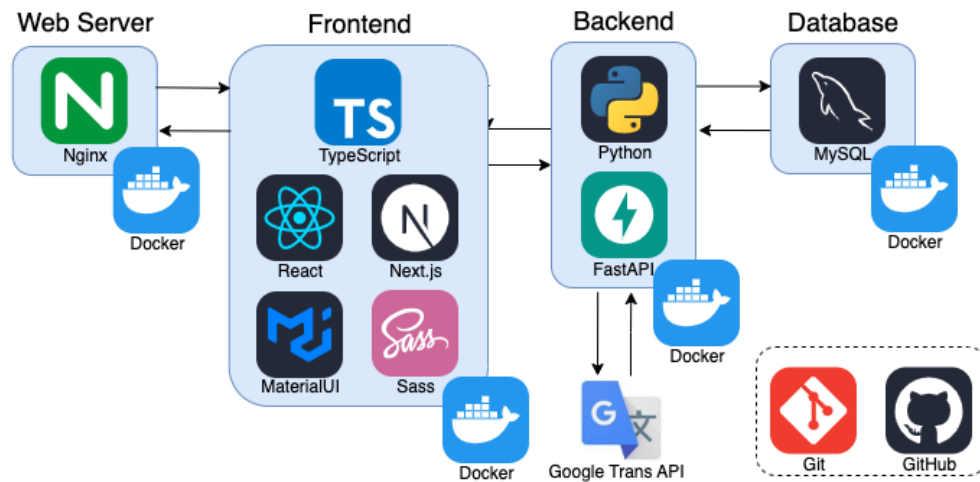 Web Server
Frontend
Backend
Database
Nginx
Docker
TS
TypeScript
React
Next.js
MaterialUI
Sass
Sass
Docker
Python
FastAPI
Docker
G
文
Google Trans API
MySQL
Docker
Git
GitHub